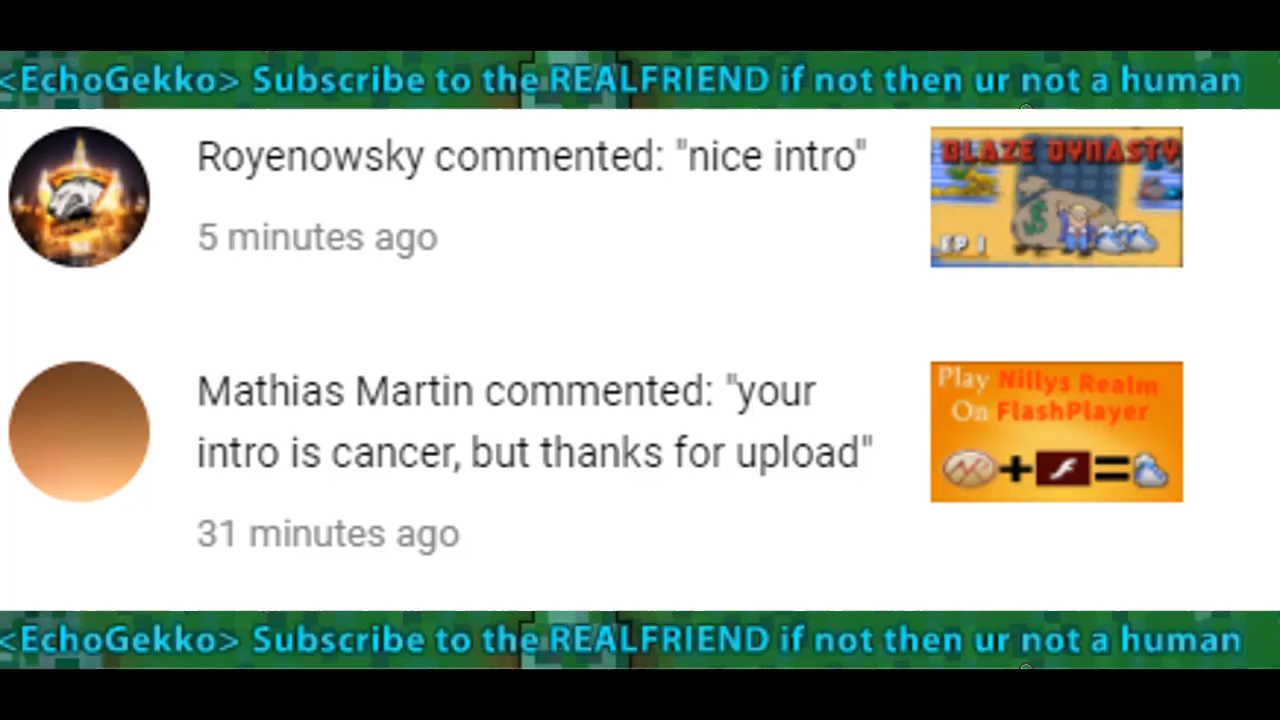 <EchoGekko> Subscribe to the REALFRIEND if not then ur not a human
Royenowsky commented: "nice intro"
5 minutes ago
BLAZE DYNASTY
EP 1
Mathias Martin commented: "your
intro is cancer, but thanks for upload"
31 minutes ago
Play Nillys Realm
On FlashPlayer
<EchoGekko> Subscribe to the REALFRIEND if not then ur not a human